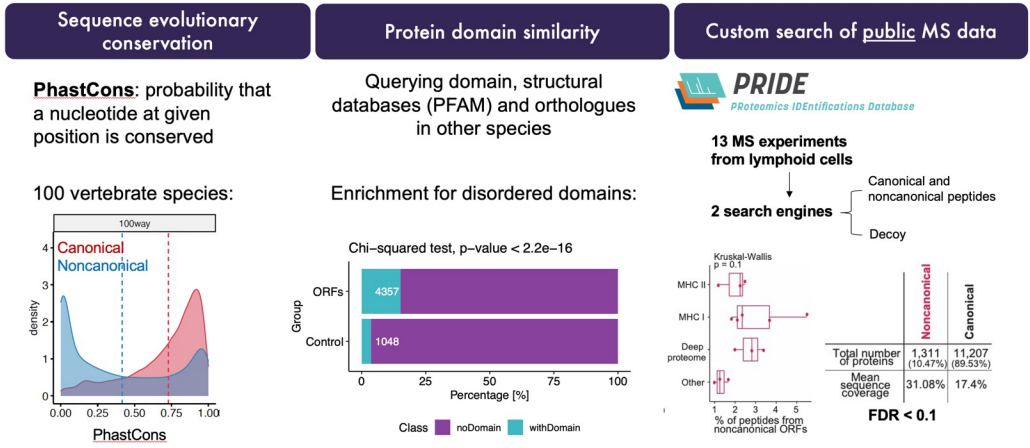 Sequence evolutionary
conservation
PhastCons: probability that
a nucleotide at given
position is conserved
100 vertebrate species:
100way
Canonical
Noncanonical
4
3
2
1
0
density
0.00
0.25
0.50
0.75
1.00
PhastCons
Protein domain similarity
Querying domain, structural
databases (PFAM) and orthologues
in other species
Enrichment for disordered domains:
Chi-squared test, p-value < 2.2e-16
Group
ORFs
4357
Control
1048
0
25
50
75
100
Percentage [%]
Class
noDomain
withDomain
Custom search of public MS data
PRIDE
PRoteomics IDEntifications Database
13 MS experiments
from lymphoid cells
2 search engines
Canonical and
noncanonical peptides
Decoy
Kruskal-Wallis
p = 0.1
MHC II
MHC I
Deep
proteome
Other
1
2
3
4
5
% of peptides from
noncanonical ORFs
Noncanonical
Canonical
Total number
of proteins
1,311
(10.47%)
11,207
(89.53%)
Mean
sequence
coverage
31.08%
17.4%
FDR < 0.1